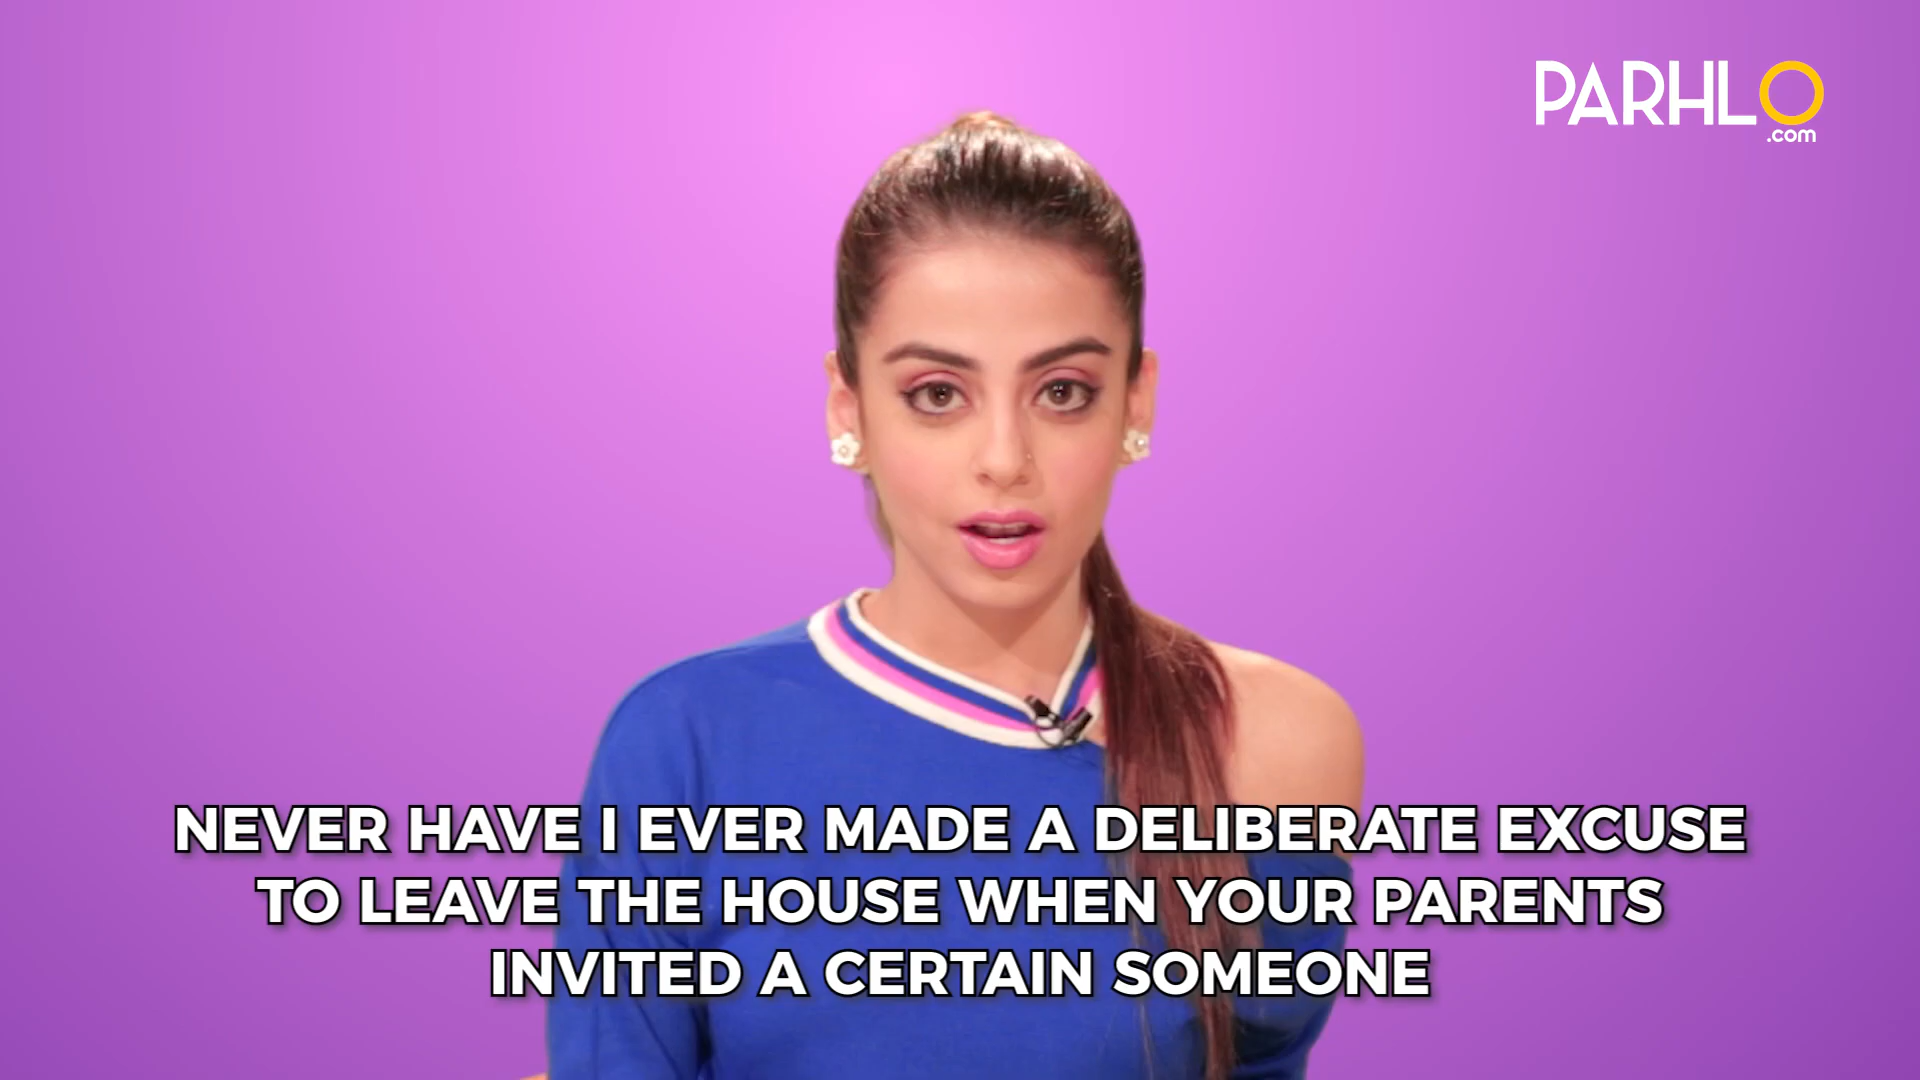 PARHLO
.com
NEVER HAVE I EVER MADE A DELIBERATE EXCUSE
TO LEAVE THE HOUSE WHEN YOUR PARENTS
INVITED A CERTAIN SOMEONE